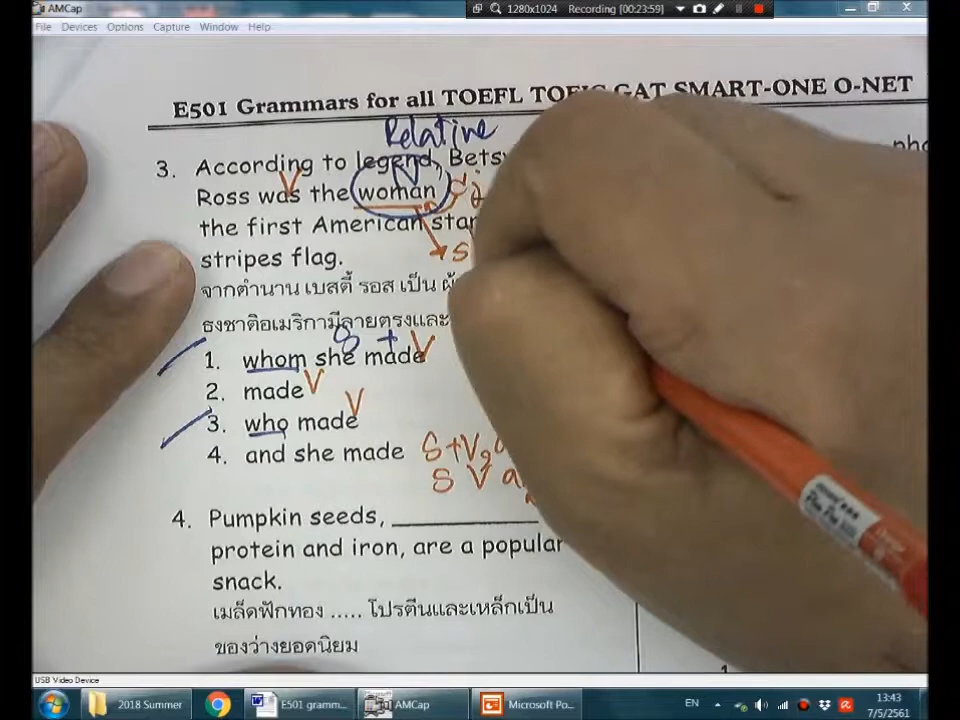 AMCap
1280x1024 Recording [00:23:59]
File Devices Options Capture Window Help
E501 Grammars for all TOEFL TOEIC GAT SMART-ONE O-NET
Relative
3. According to legend, Betsy
N
V
Ross was the woman
the first American star
S
stripes flag.
จากตำนาน เบสตี้ รอส เป็น
ธงชาติอเมริกามีลายตรงและ
S + V
1. whom she made
2. made V
V
3. who made
4. and she made S+V,
S V
4. Pumpkin seeds, ____________
protein and iron, are a popular
snack.
เมล็ดฟักทอง ..... โปรตีนและเหล็กเป็น
ของว่างยอดนิยม
USB Video Device
2018 Summer E501 gramm... AMCap Microsoft Po... EN 13:43
7/5/2561